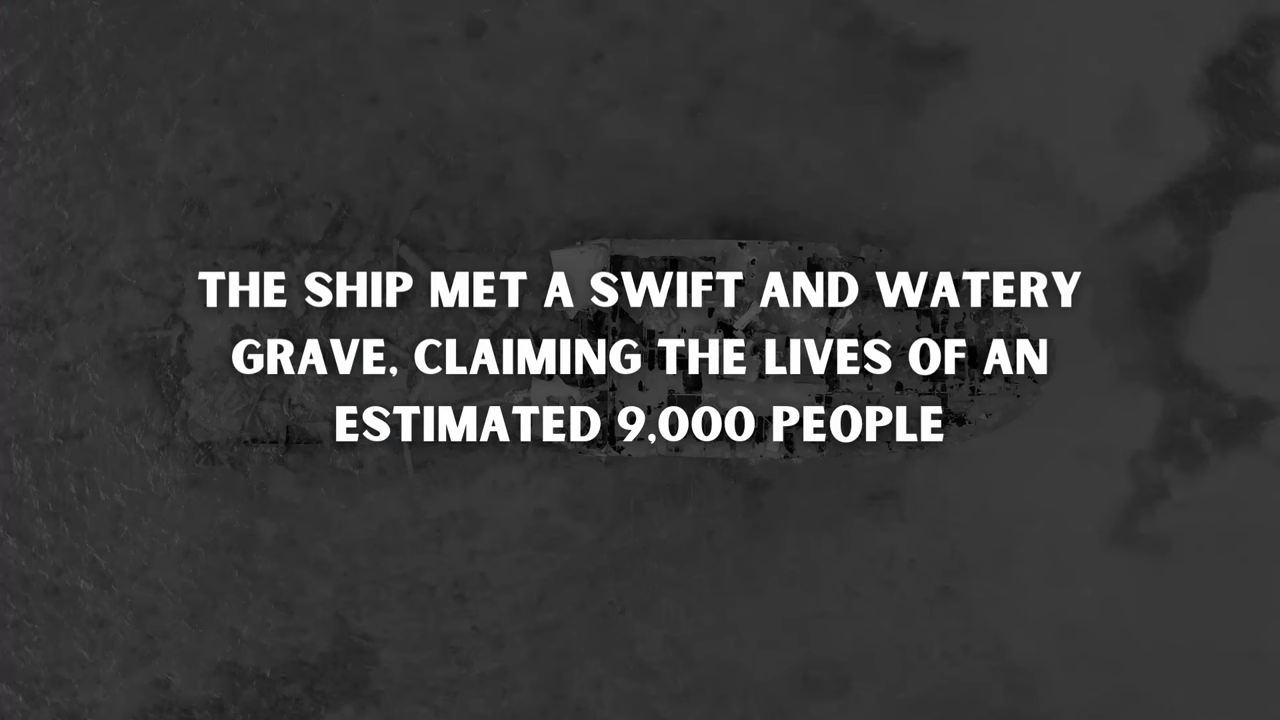 THE SHIP MET A SWIFT AND WATERY
GRAVE, CLAIMING THE LIVES OF AN
ESTIMATED 9,000 PEOPLE